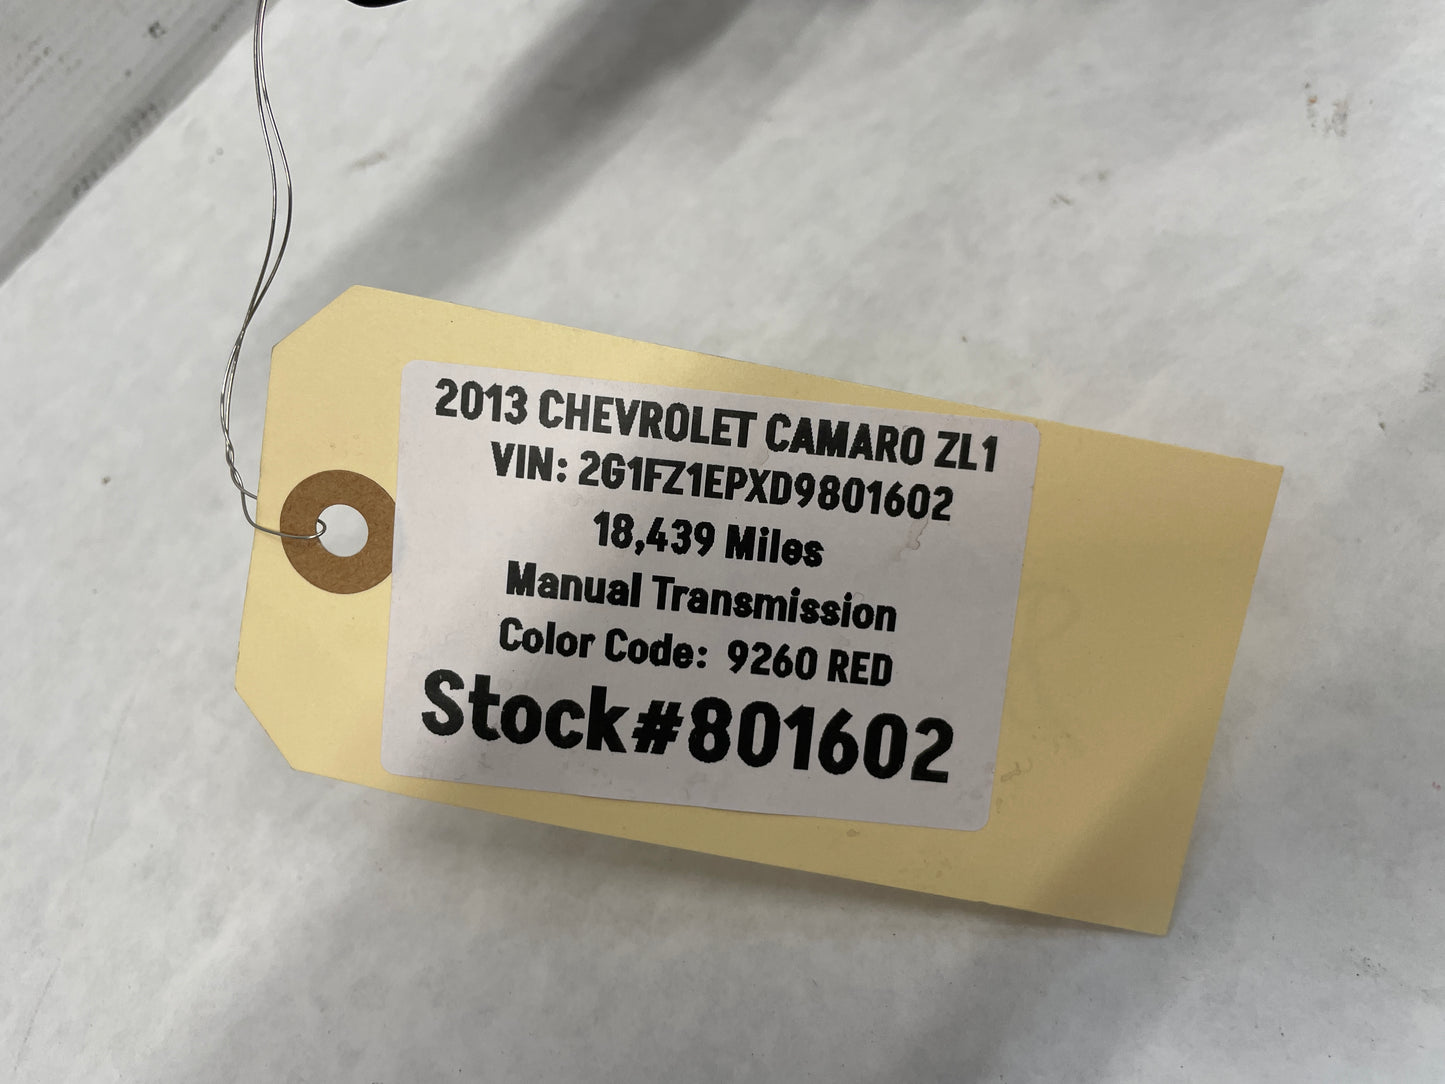 2013 CHEVROLET CAMARO ZL1
VIN: 2G1FZ1EPXD9801602
18,439 Miles
Manual Transmission
Color Code: 9260 RED
Stock#801602